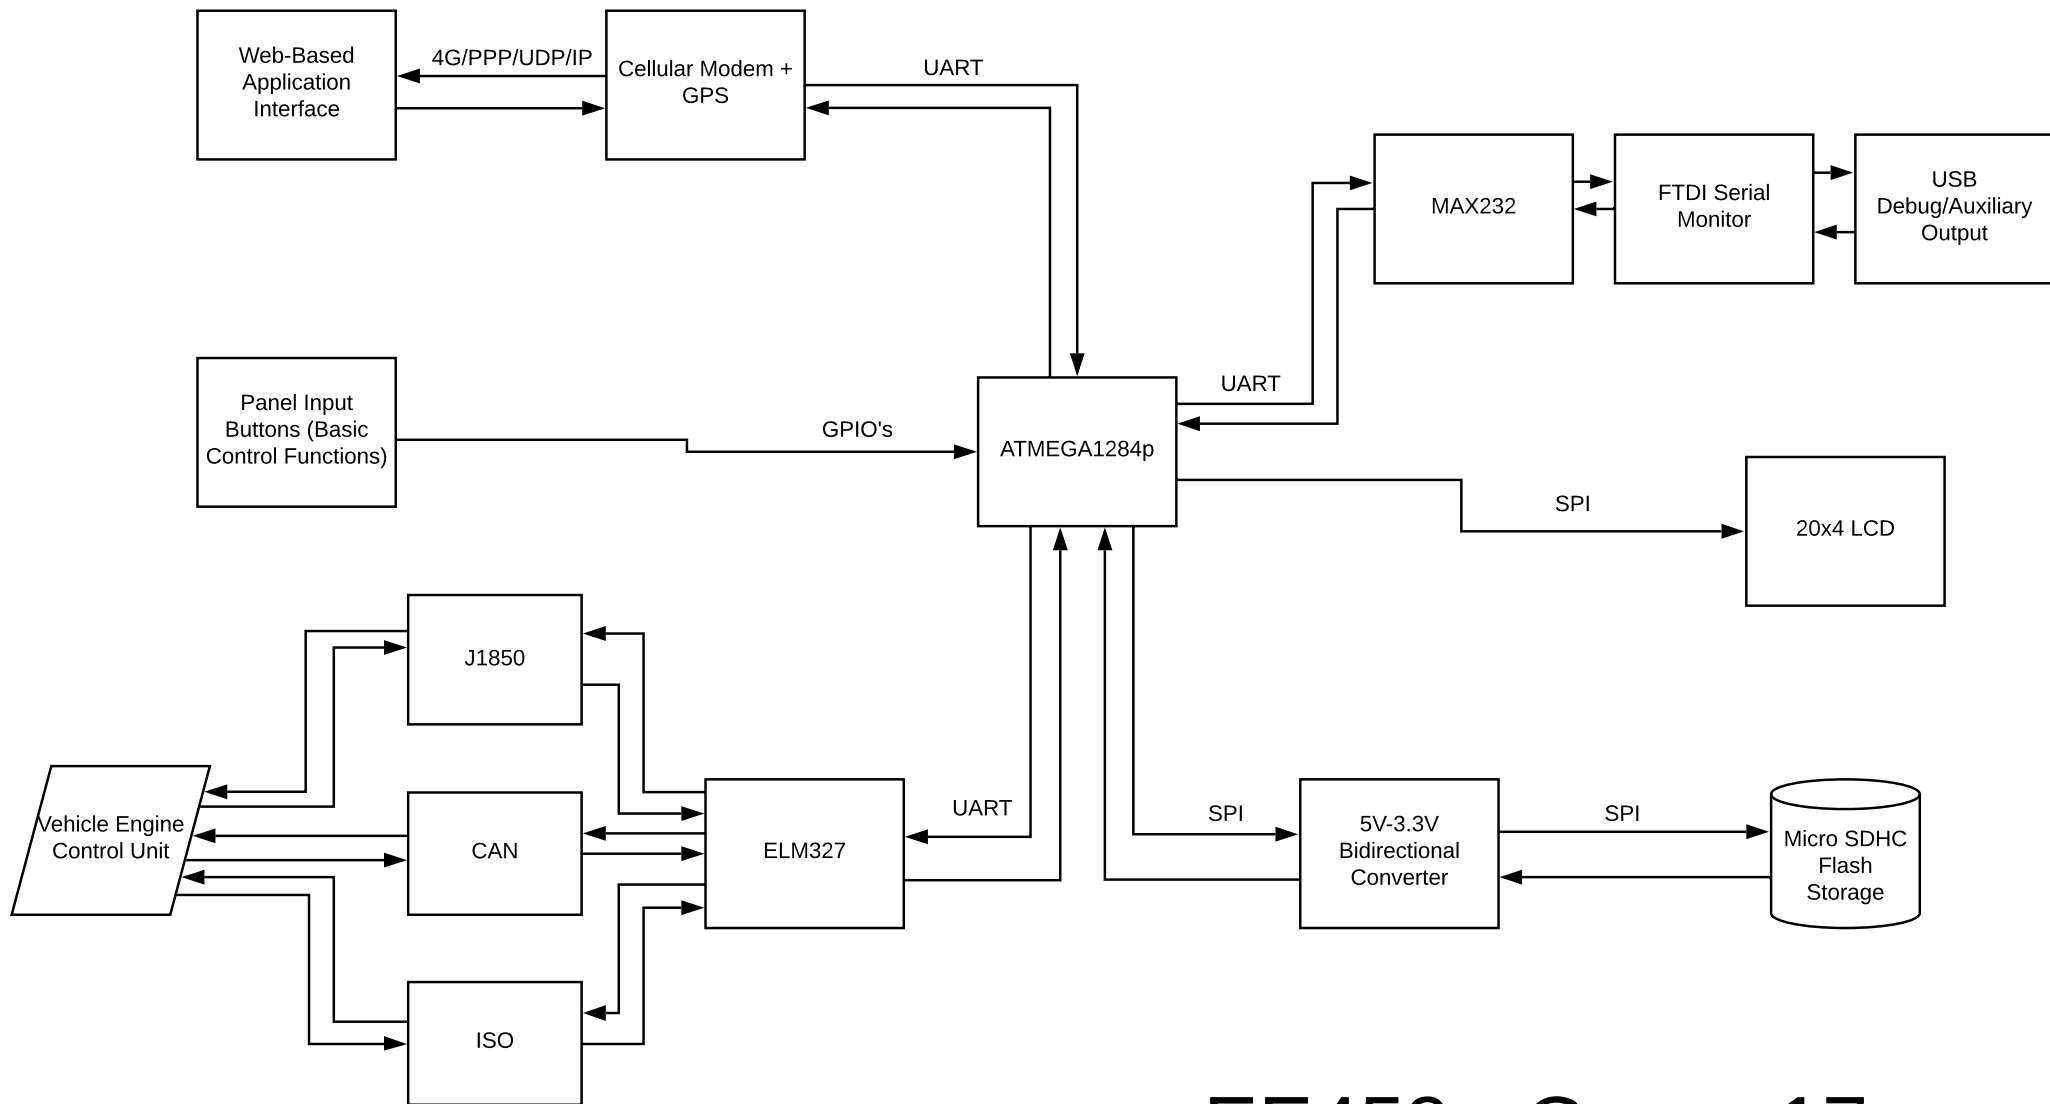 Web-Based
Application
Interface
4G/PPP/UDP/IP
Cellular Modem +
GPS
UART
MAX232
FTDI Serial
Monitor
USB
Debug/Auxiliary
Output
Panel Input
Buttons (Basic
Control Functions)
GPIO's
ATMEGA1284p
UART
SPI
20x4 LCD
J1850
Vehicle Engine
Control Unit
CAN
ELM327
UART
SPI
5V-3.3V
Bidirectional
Converter
SPI
Micro SDHC
Flash
Storage
ISO